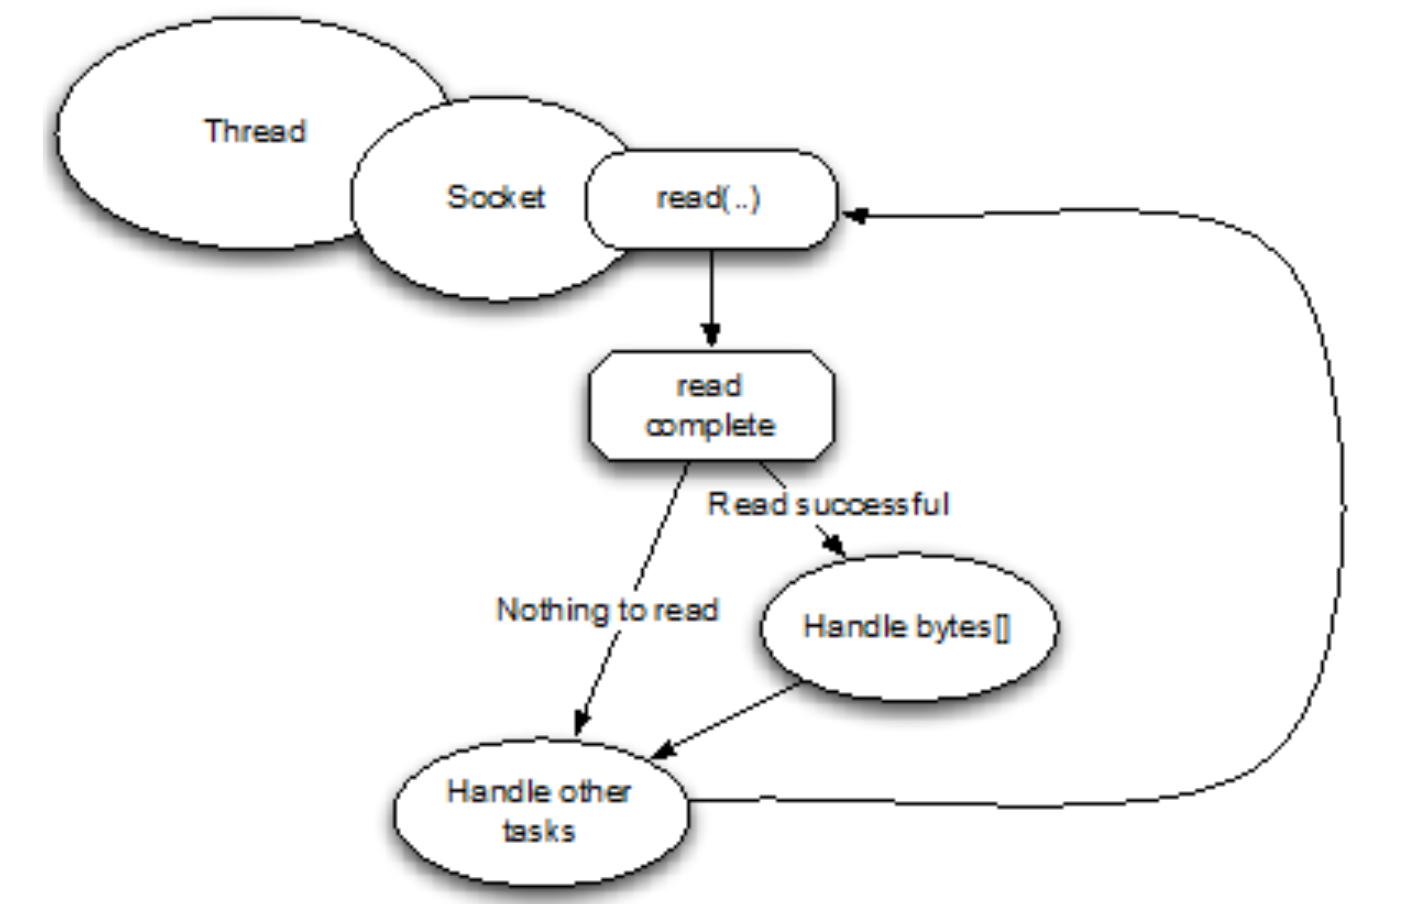 Thread
Socket
read(..)
read
complete
Read successful
Nothing to read
Handle bytes[]
Handle other
tasks